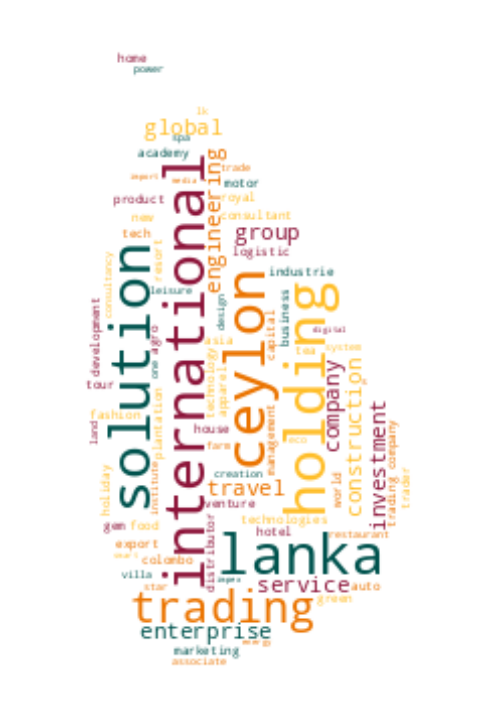 home
power
lk
global
spa
academy
international
engineering
trade
import
media
motor
product
royal
new
consultant
tech
group
solution
resort
logistic
consultancy
ceylon
industrie
holding
leisure
business
design
capital
digital
development
one
agro
asia
technology
tea
system
apparel
company
construction
tour
plantation
fashion
land
house
management
investment
farm
eco
trading company
institute
creation
world
trader
holiday
travel
venture
distributor
technologies
gem
food
hotel
restaurant
export
lanka
colombo
villa
impex
service
auto
star
trading
green
enterprise
energy
marketing
associate